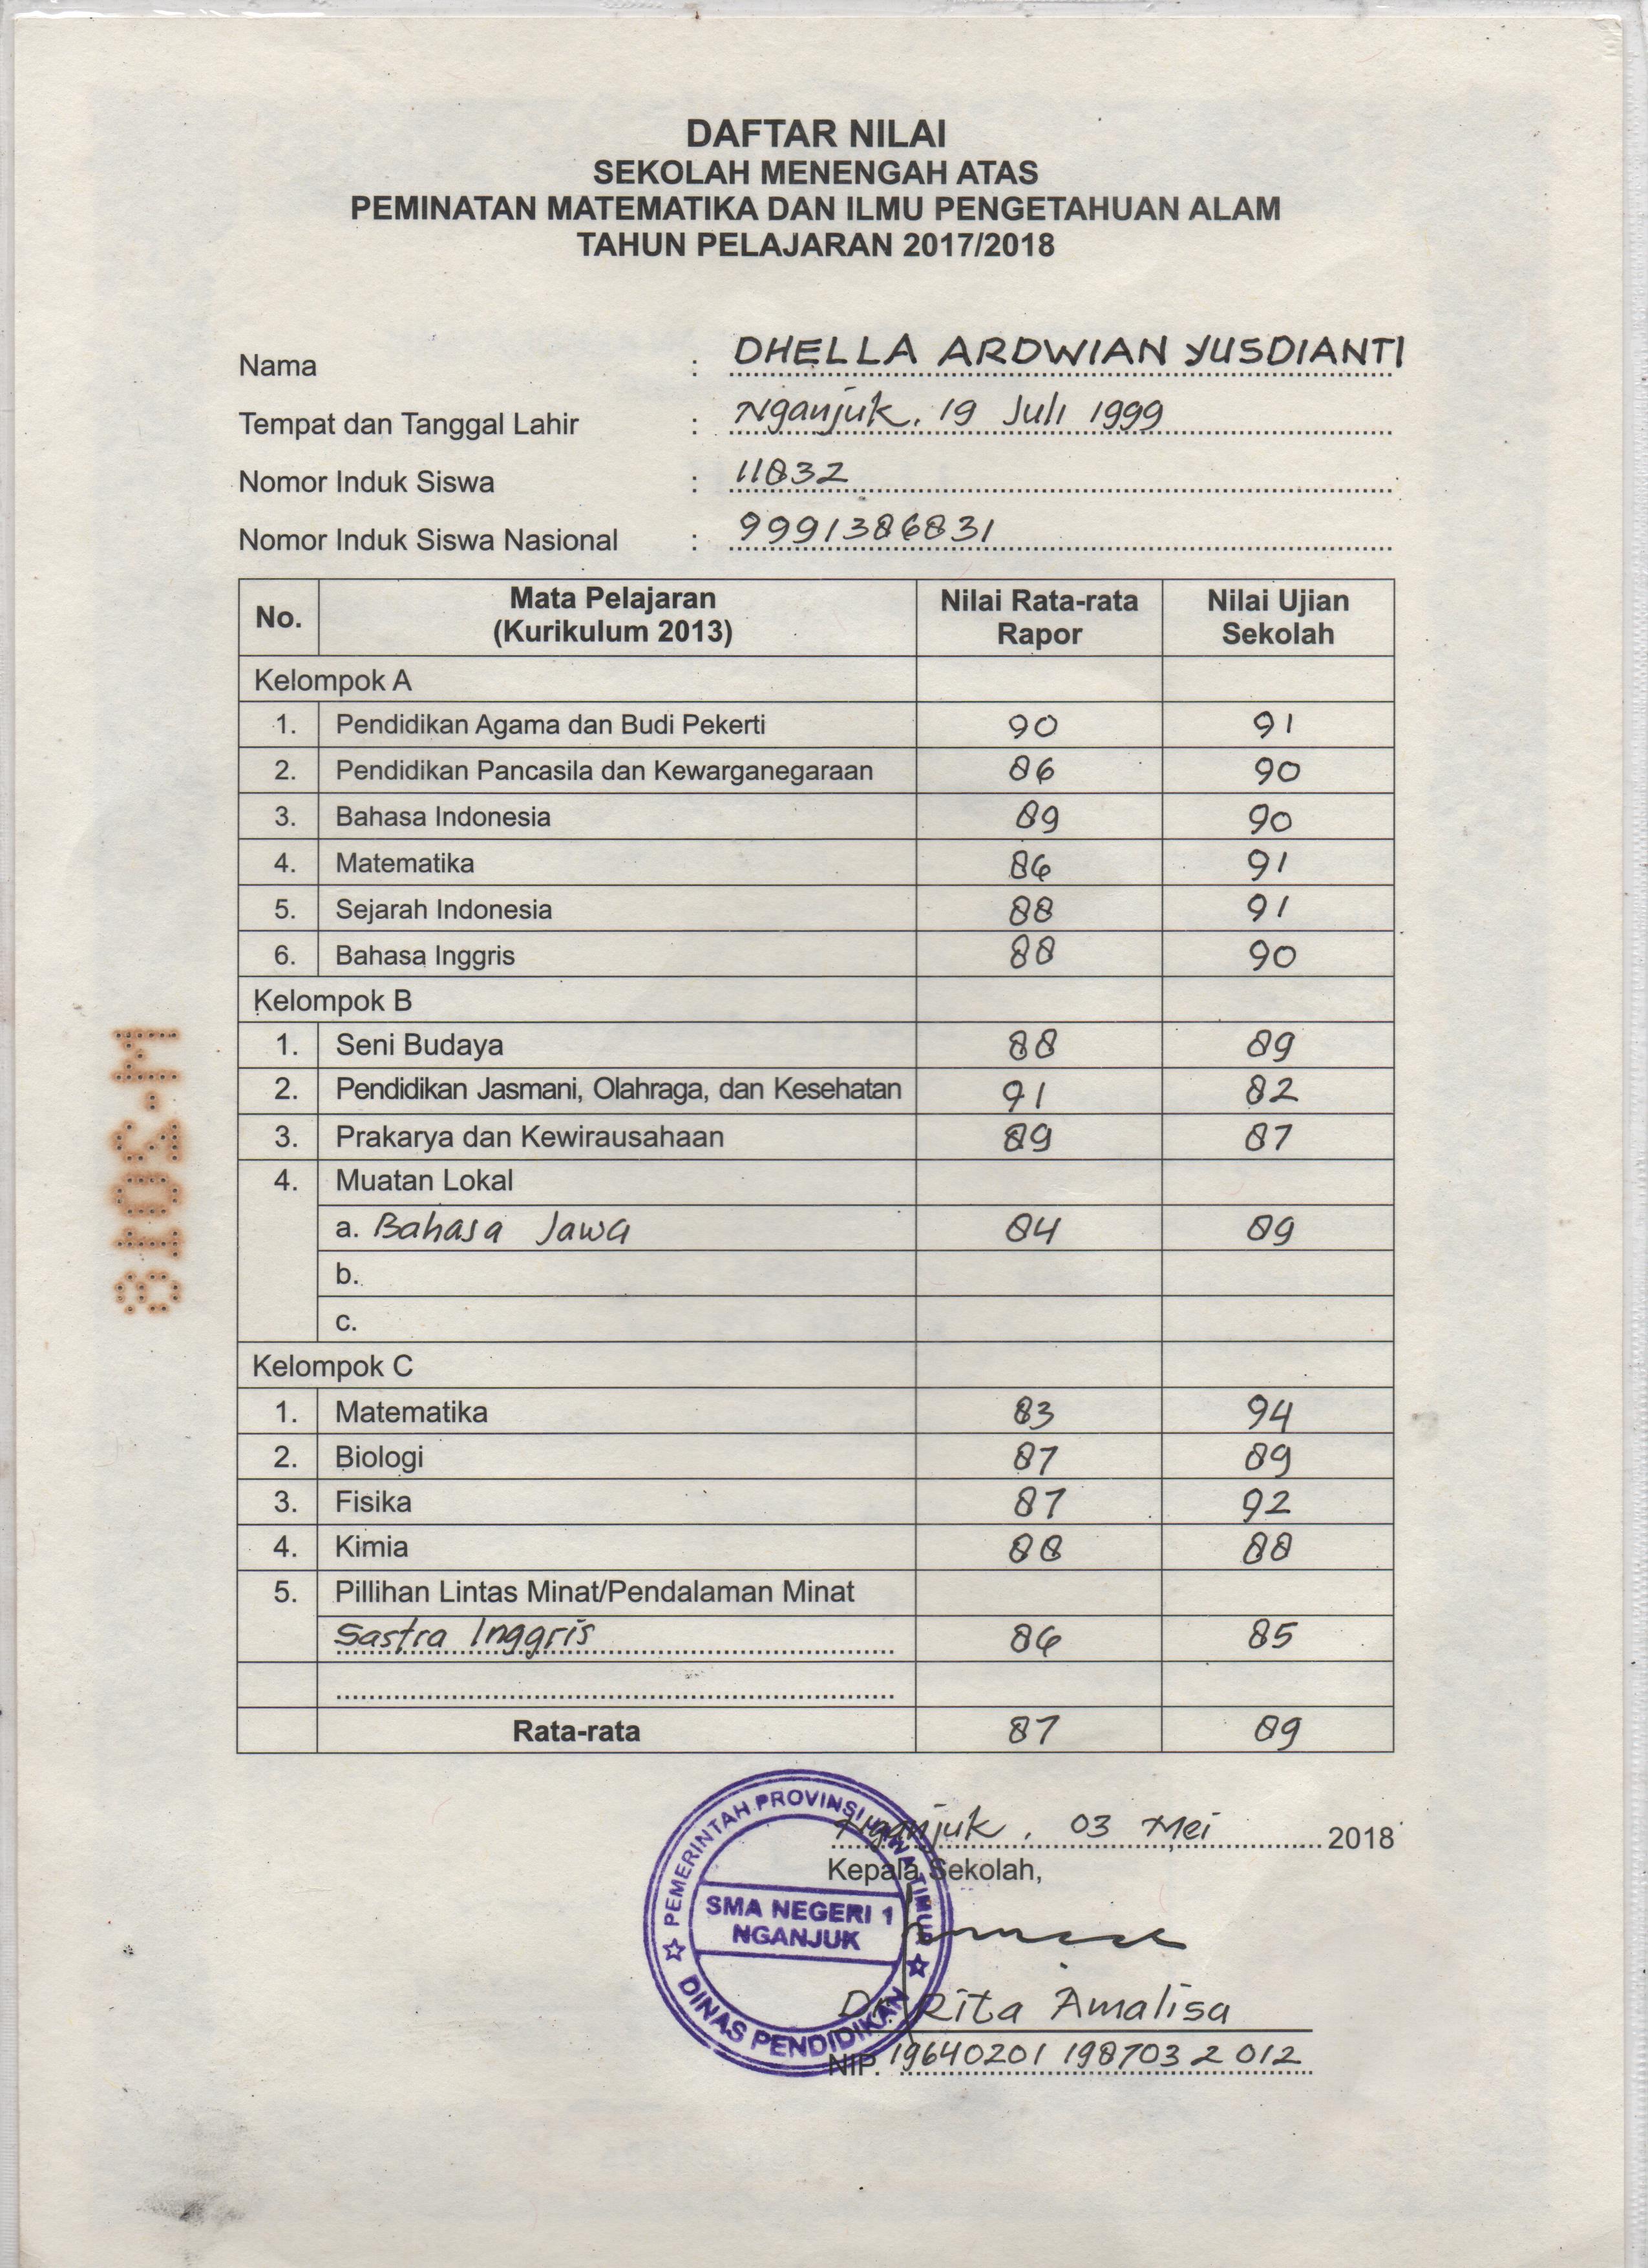 DAFTAR NILAI
SEKOLAH MENENGAH ATAS
PEMINATAN MATEMATIKA DAN ILMU PENGETAHUAN ALAM
TAHUN PELAJARAN 2017/2018
Nama : DHELLA ARDWIAN YUSDIANTI
Tempat dan Tanggal Lahir : Nganjuk, 19 Juli 1999
Nomor Induk Siswa : 11832
Nomor Induk Siswa Nasional : 9991386831
No. Mata Pelajaran (Kurikulum 2013) Nilai Rata-rata Rapor Nilai Ujian Sekolah
Kelompok A
1. Pendidikan Agama dan Budi Pekerti 90 91
2. Pendidikan Pancasila dan Kewarganegaraan 86 90
3. Bahasa Indonesia 89 90
4. Matematika 86 91
5. Sejarah Indonesia 88 91
6. Bahasa Inggris 88 90
Kelompok B
1. Seni Budaya 88 89
2. Pendidikan Jasmani, Olahraga, dan Kesehatan 91 82
3. Prakarya dan Kewirausahaan 89 87
4. Muatan Lokal
a. Bahasa Jawa 84 89
b.
c.
Kelompok C
1. Matematika 83 94
2. Biologi 87 89
3. Fisika 87 92
4. Kimia 88 88
5. Pillihan Lintas Minat/Pendalaman Minat
Sastra Inggris 86 85
Rata-rata 87 89
M-2018
Nganjuk, 03 Mei 2018
Kepala Sekolah,
PEMERINTAH PROVINSI JAWA TIMUR
SMA NEGERI 1
NGANJUK
DINAS PENDIDIKAN
Dr. Rita Amalisa
NIP. 19640201 198703 2 012